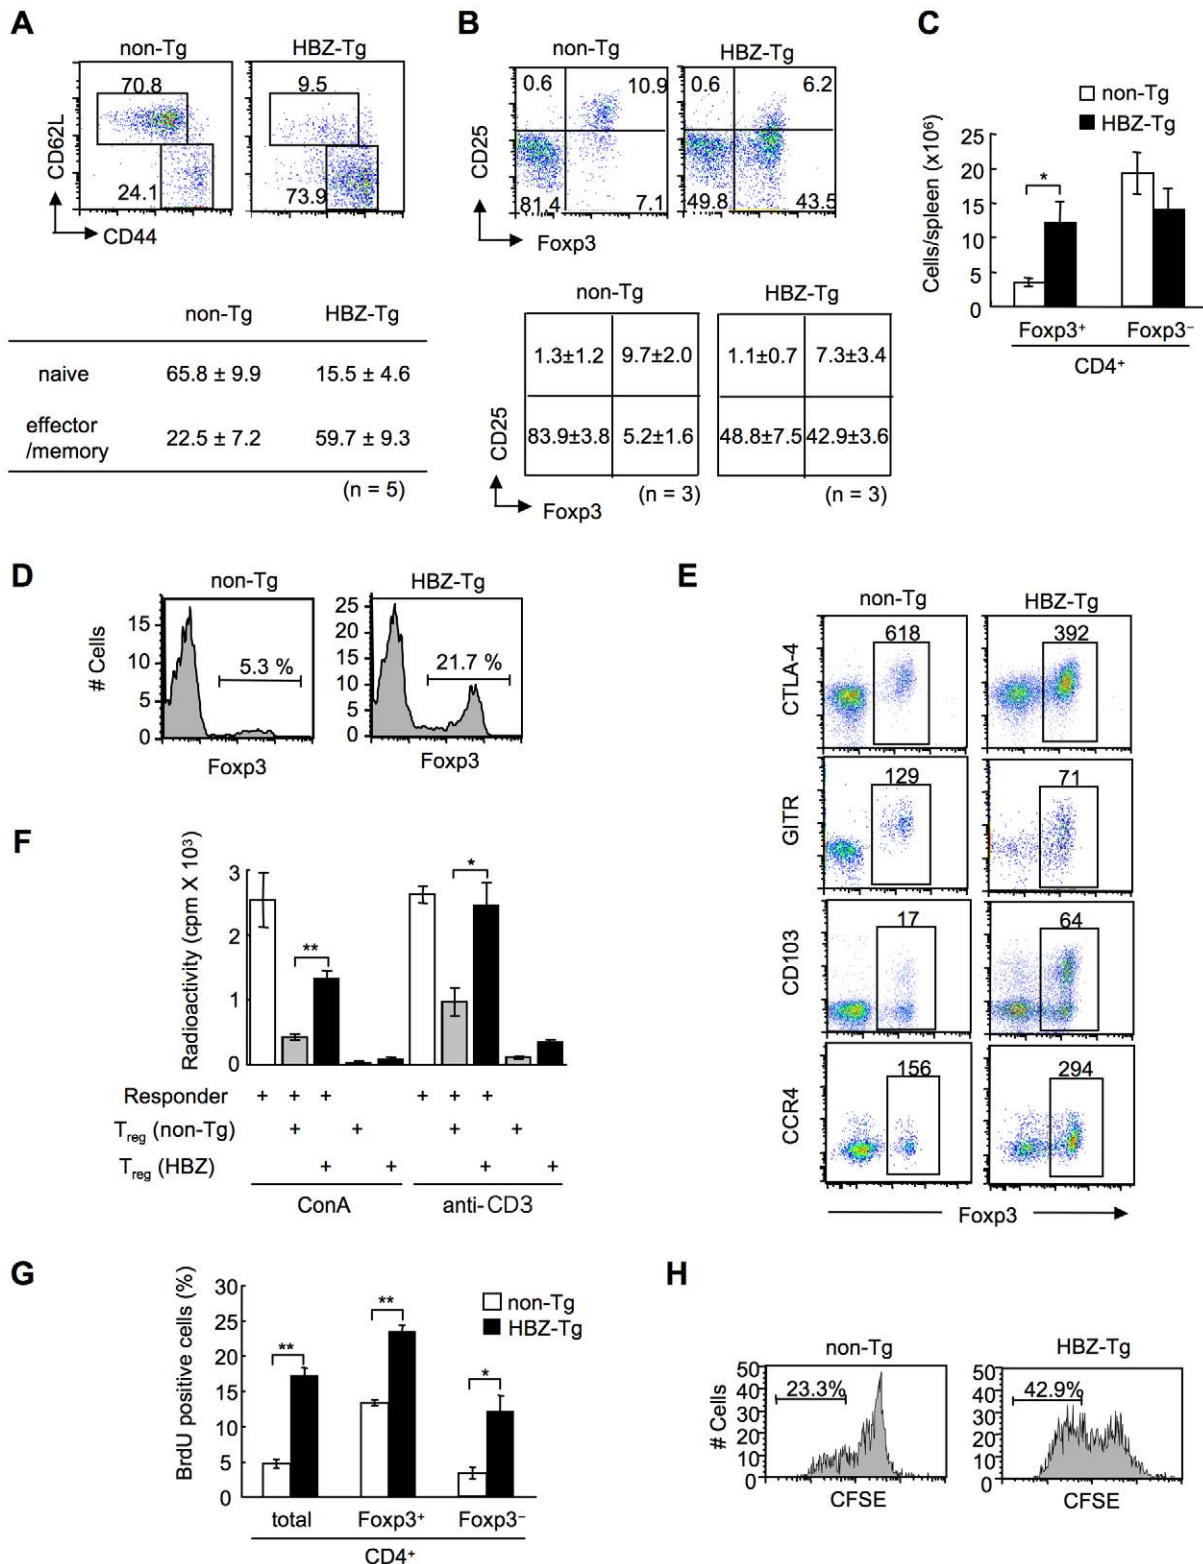 A
non-Tg HBZ-Tg
70.8 9.5
CD62L
24.1 73.9
CD44
non-Tg HBZ-Tg
naive 65.8 ± 9.9 15.5 ± 4.6
effector
/memory 22.5 ± 7.2 59.7 ± 9.3
(n = 5)
B
non-Tg HBZ-Tg
0.6 10.9 0.6 6.2
CD25
81.4 7.1 49.8 43.5
Foxp3
non-Tg HBZ-Tg
1.3±1.2 9.7±2.0 1.1±0.7 7.3±3.4
CD25
83.9±3.8 5.2±1.6 48.8±7.5 42.9±3.6
(n = 3) (n = 3)
Foxp3
C
non-Tg
HBZ-Tg
Cells/spleen (x10⁶)
25
20
15
10
5
0
*
Foxp3⁺ Foxp3⁻
CD4⁺
D
non-Tg HBZ-Tg
# Cells
15
10
5
0
5.3 %
25
20
15
10
5
0
21.7 %
Foxp3 Foxp3
E
non-Tg HBZ-Tg
CTLA-4
618 392
GITR
129 71
CD103
17 64
CCR4
156 294
Foxp3
F
Radioactivity (cpm X 10³)
3
2
1
0
** *
Responder + + + + + +
Treg (non-Tg) + + + +
Treg (HBZ) + + + +
ConA anti-CD3
G
BrdU positive cells (%)
30
25
20
15
10
5
0
** ** *
non-Tg
HBZ-Tg
total Foxp3⁺ Foxp3⁻
CD4⁺
H
non-Tg HBZ-Tg
# Cells
50
40
30
20
10
0
23.3%
50
40
30
20
10
0
42.9%
CFSE CFSE